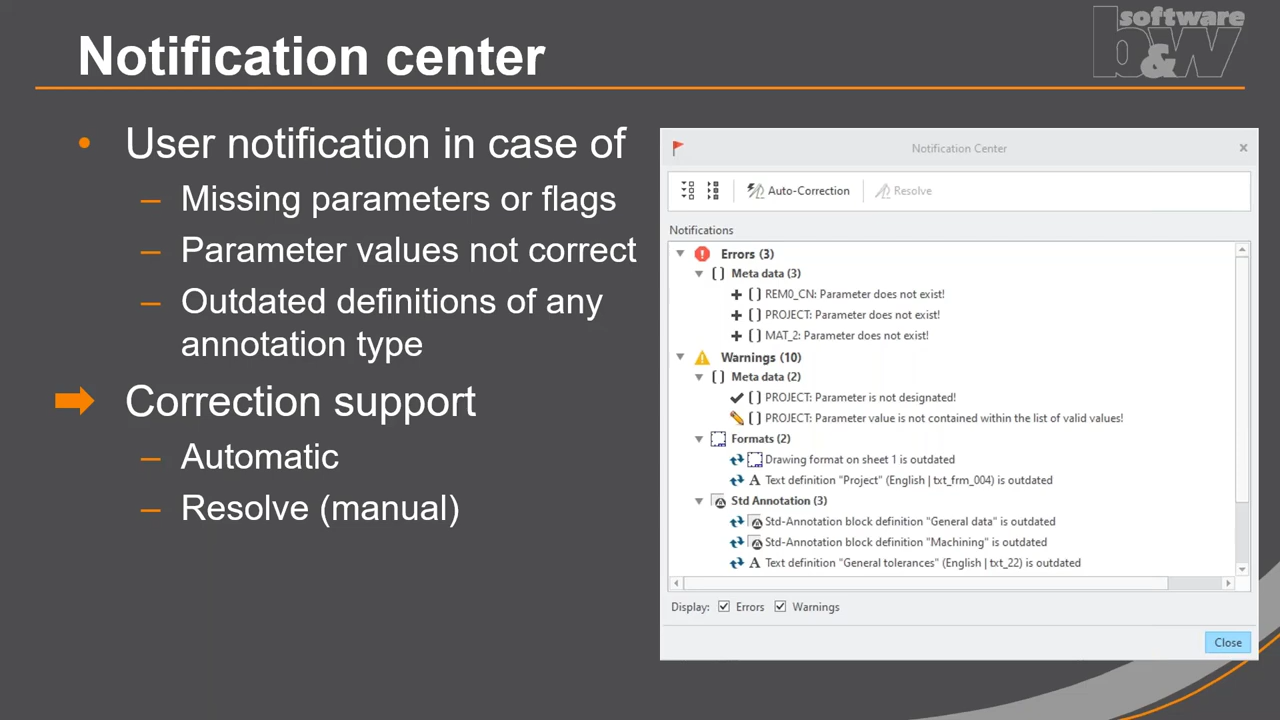 software
b&w
Notification center
• User notification in case of
– Missing parameters or flags
– Parameter values not correct
– Outdated definitions of any
annotation type
Correction support
– Automatic
– Resolve (manual)
Notification Center
Auto-Correction
Resolve
Notifications
Errors (3)
Meta data (3)
REM0_CN: Parameter does not exist!
PROJECT: Parameter does not exist!
MAT_2: Parameter does not exist!
Warnings (10)
Meta data (2)
PROJECT: Parameter is not designated!
PROJECT: Parameter value is not contained within the list of valid values!
Formats (2)
Drawing format on sheet 1 is outdated
Text definition "Project" (English | txt_frm_004) is outdated
Std Annotation (3)
Std-Annotation block definition "General data" is outdated
Std-Annotation block definition "Machining" is outdated
Text definition "General tolerances" (English | txt_22) is outdated
Display: Errors Warnings
Close